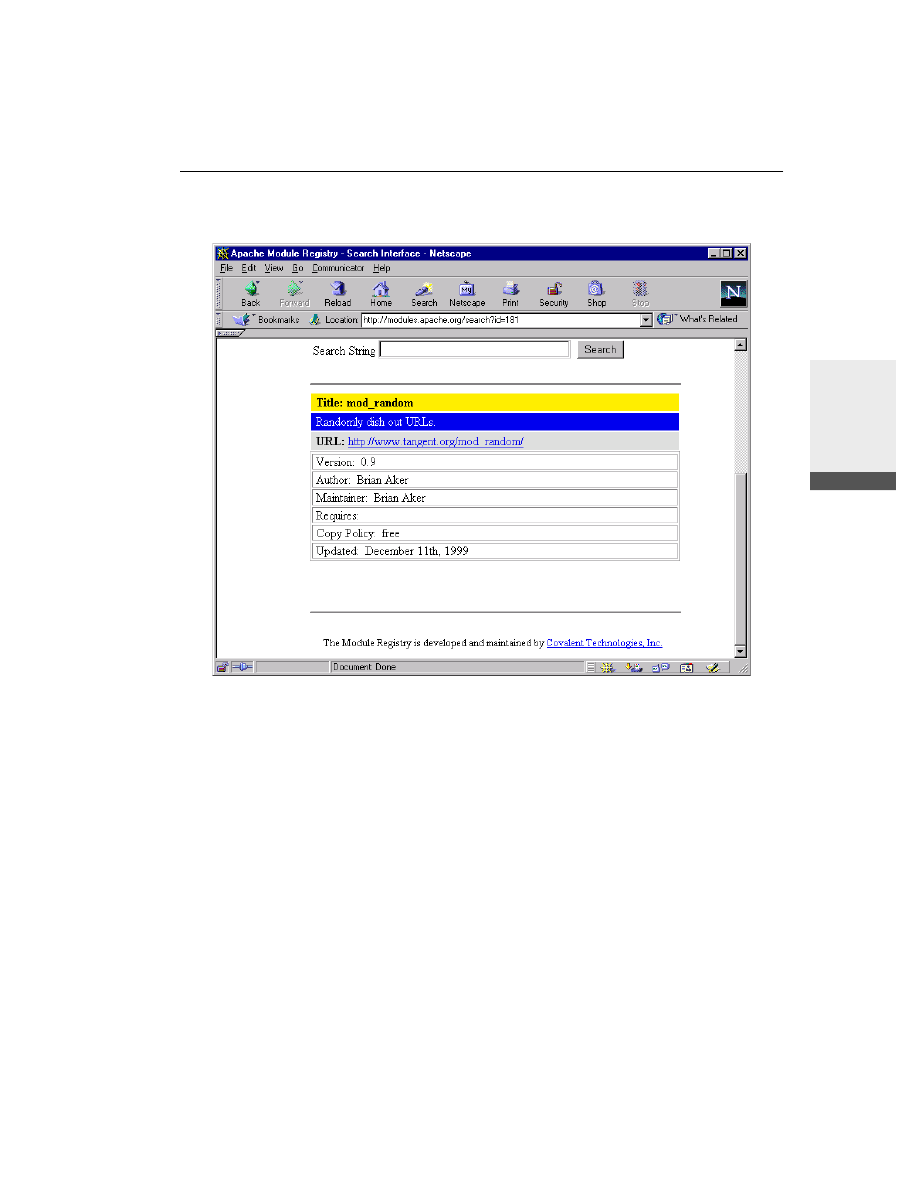 Apache Module Registry - Search Interface - Netscape
File Edit View Go Communicator Help
Back Forward Reload Home Search Netscape Print Security Shop Stop
My
N
Bookmarks Location: http://modules.apache.org/search?id=181 What's Related
Search String Search
Title: mod_random
Randomly dish out URLs.
URL: http://www.tangent.org/mod_random/
Version: 0.9
Author: Brian Aker
Maintainer: Brian Aker
Requires:
Copy Policy: free
Updated: December 11th, 1999
The Module Registry is developed and maintained by Covalent Technologies, Inc.
Document: Done